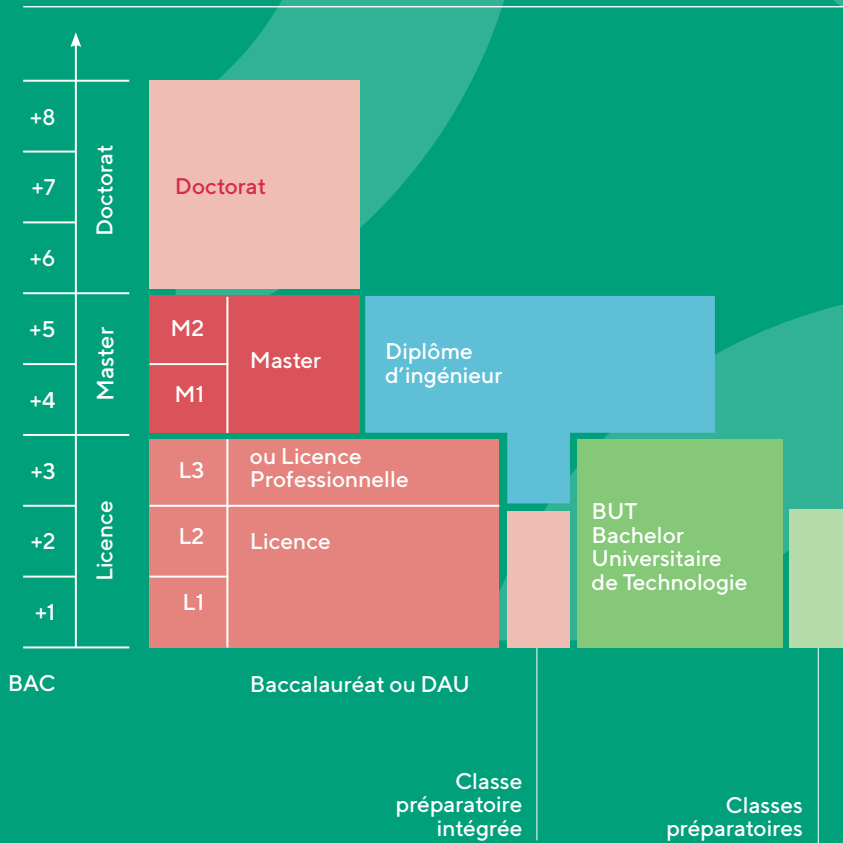 +8
+7
+6
+5
+4
+3
+2
+1
Doctorat
Master
Licence
Doctorat
M2
M1
Master
Diplôme
d’ingénieur
L3
L2
L1
ou Licence
Professionnelle
Licence
BUT
Bachelor
Universitaire
de Technologie
BAC
Baccalauréat ou DAU
Classe
préparatoire
intégrée
Classes
préparatoires